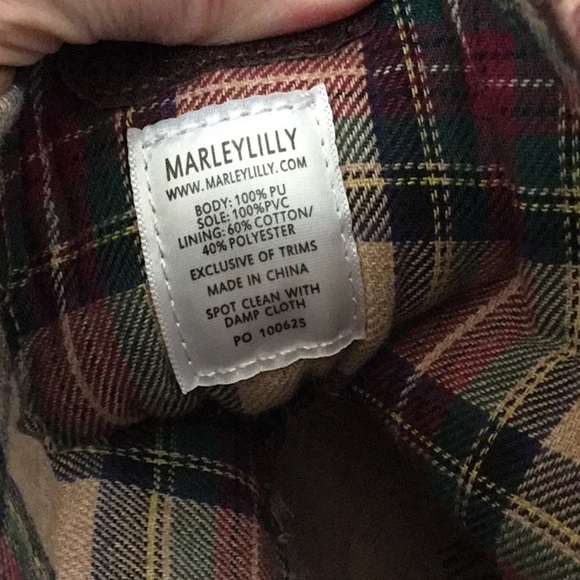 MARLEYLILLY
WWW.MARLEYLILLY.COM
BODY: 100% PU
SOLE: 100%PVC
LINING: 60% COTTON/
40% POLYESTER
EXCLUSIVE OF TRIMS
MADE IN CHINA
SPOT CLEAN WITH
DAMP CLOTH
PO 100625